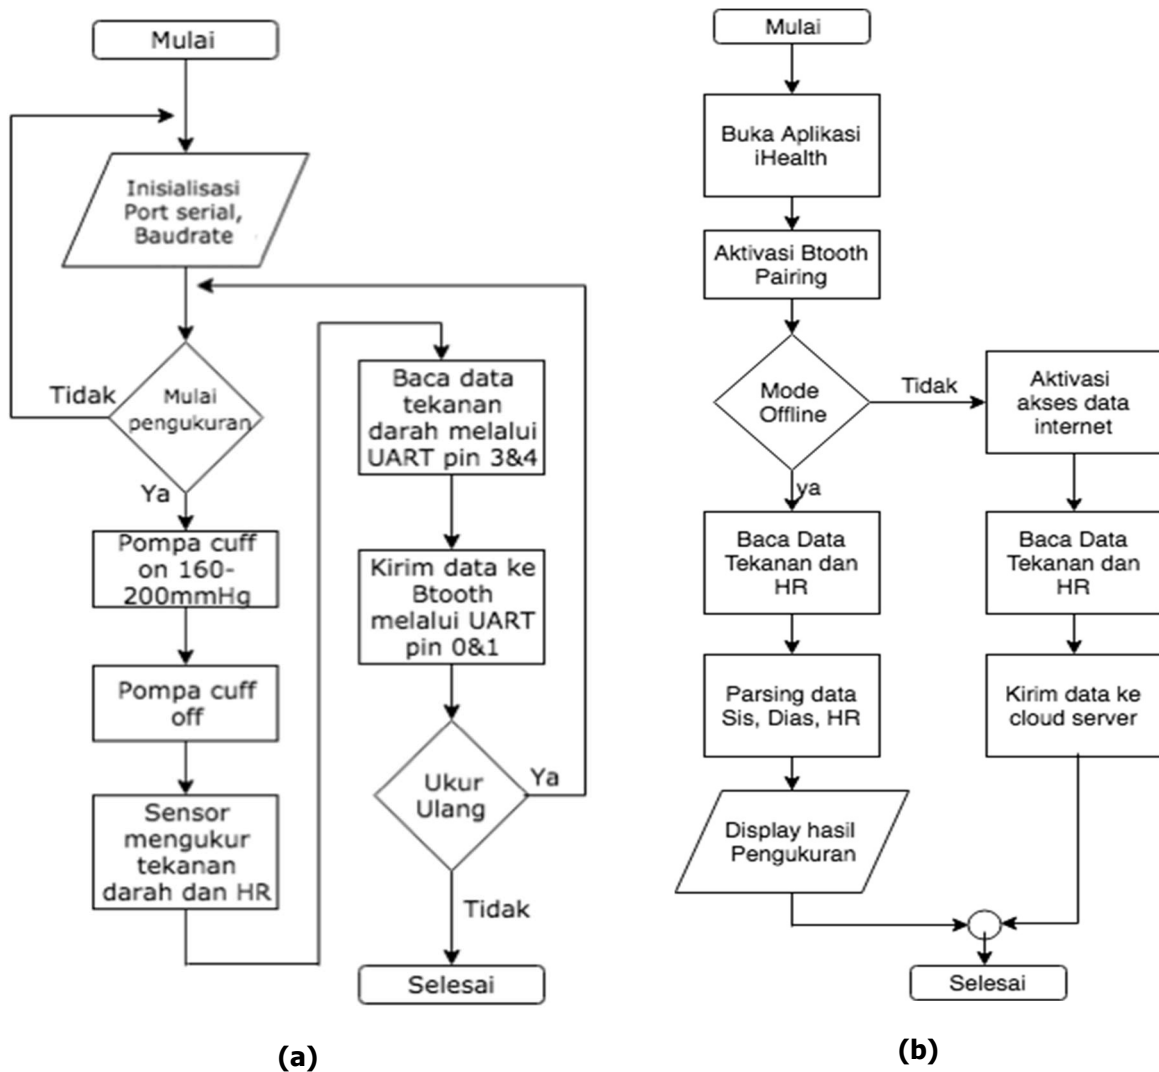 Mulai
Inisialisasi
Port serial,
Baudrate
Mulai
pengukuran
Tidak
Ya
Pompa cuff
on 160-
200mmHg
Pompa cuff
off
Sensor
mengukur
tekanan
darah dan HR
Baca data
tekanan
darah melalui
UART pin 3&4
Kirim data ke
Btooth
melalui UART
pin 0&1
Ukur
Ulang
Ya
Tidak
Selesai
(a)
Mulai
Buka Aplikasi
iHealth
Aktivasi Btooth
Pairing
Mode
Offline
Tidak
ya
Aktivasi
akses data
internet
Baca Data
Tekanan dan
HR
Parsing data
Sis, Dias, HR
Display hasil
Pengukuran
Baca Data
Tekanan dan
HR
Kirim data ke
cloud server
Selesai
(b)